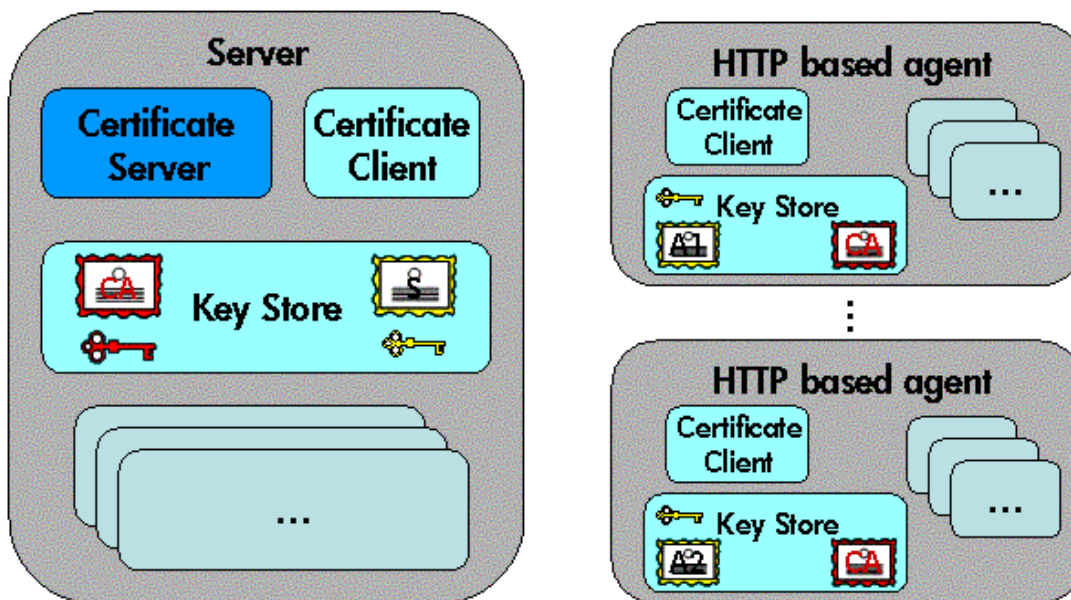 Server
Certificate
Server
Certificate
Client
CA
S
Key Store
...
HTTP based agent
Certificate
Client
...
Key Store
A1
CA
⋮
HTTP based agent
Certificate
Client
...
Key Store
A2
CA